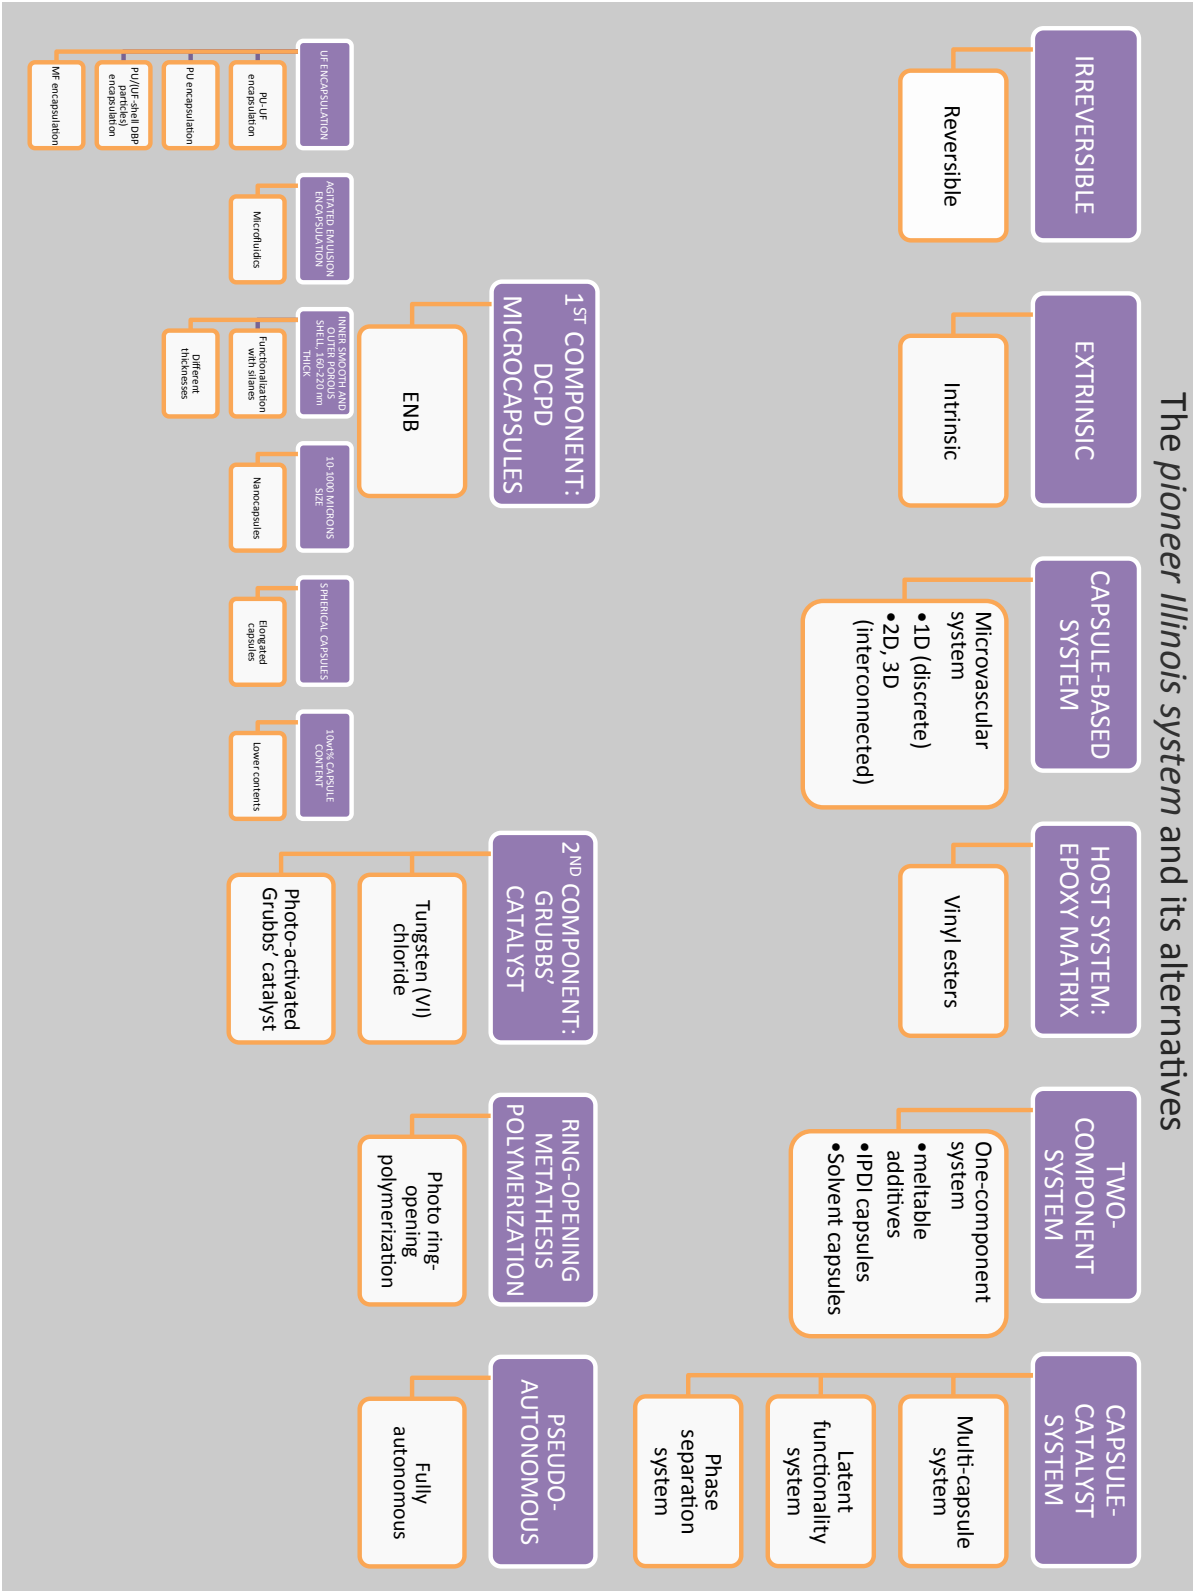 The pioneer Illinois system and its alternatives
IRREVERSIBLE
Reversible
EXTRINSIC
Intrinsic
CAPSULE-BASED
SYSTEM
Microvascular
system
•1D (discrete)
•2D, 3D
(interconnected)
HOST SYSTEM:
EPOXY MATRIX
Vinyl esters
TWO-
COMPONENT
SYSTEM
One-component
system
•meltable
additives
•IPDI capsules
•Solvent capsules
CAPSULE-
CATALYST
SYSTEM
Multi-capsule
system
Latent
functionality
system
Phase
separation
system
1ST COMPONENT:
DCPD
MICROCAPSULES
ENB
2ND COMPONENT:
GRUBBS’
CATALYST
Tungsten (VI)
chloride
Photo-activated
Grubbs’ catalyst
RING-OPENING
METATHESIS
POLYMERIZATION
Photo ring-
opening
polymerization
PSEUDO-
AUTONOMOUS
Fully
autonomous
UF ENCAPSULATION
PU-UF
encapsulation
PU encapsulation
PU/(UF-shell DBP
particles)
encapsulation
MF encapsulation
AGITATED EMULSION
ENCAPSULATION
Microfluidics
INNER SMOOTH AND
OUTER POROUS
SHELL, 160-220 nm
THICK
Functionalization
with silanes
Different
thicknesses
10-1000 MICRONS
SIZE
Nanocapsules
SPHERICAL CAPSULES
Elongated
capsules
10wt% CAPSULE
CONTENT
Lower contents